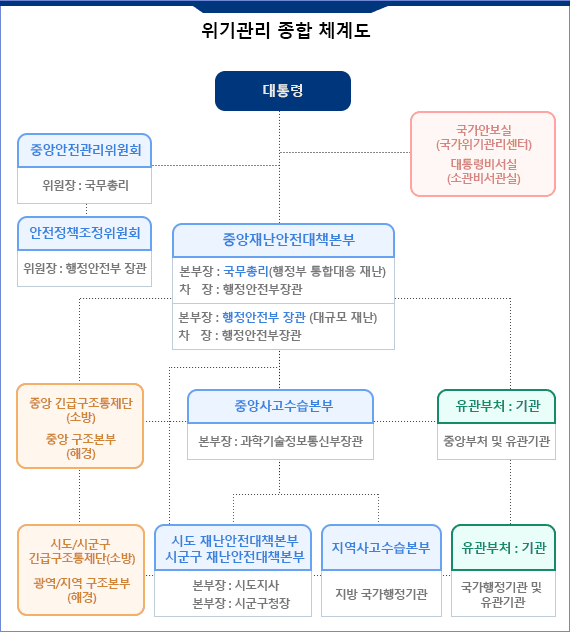 위기관리 종합 체계도
대통령
국가안보실
(국가위기관리센터)
대통령비서실
(소관비서관실)
중앙안전관리위원회
위원장 : 국무총리
안전정책조정위원회
위원장 : 행정안전부 장관
중앙재난안전대책본부
본부장 : 국무총리(행정부 통합대응 재난)
차 장 : 행정안전부장관
본부장 : 행정안전부 장관 (대규모 재난)
차 장 : 행정안전부장관
중앙 긴급구조통제단
(소방)
중앙 구조본부
(해경)
중앙사고수습본부
본부장 : 과학기술정보통신부장관
유관부처 : 기관
중앙부처 및 유관기관
시도/시군구
긴급구조통제단(소방)
광역/지역 구조본부
(해경)
시도 재난안전대책본부
시군구 재난안전대책본부
본부장 : 시도지사
본부장 : 시군구청장
지역사고수습본부
지방 국가행정기관
유관부처 : 기관
국가행정기관 및
유관기관